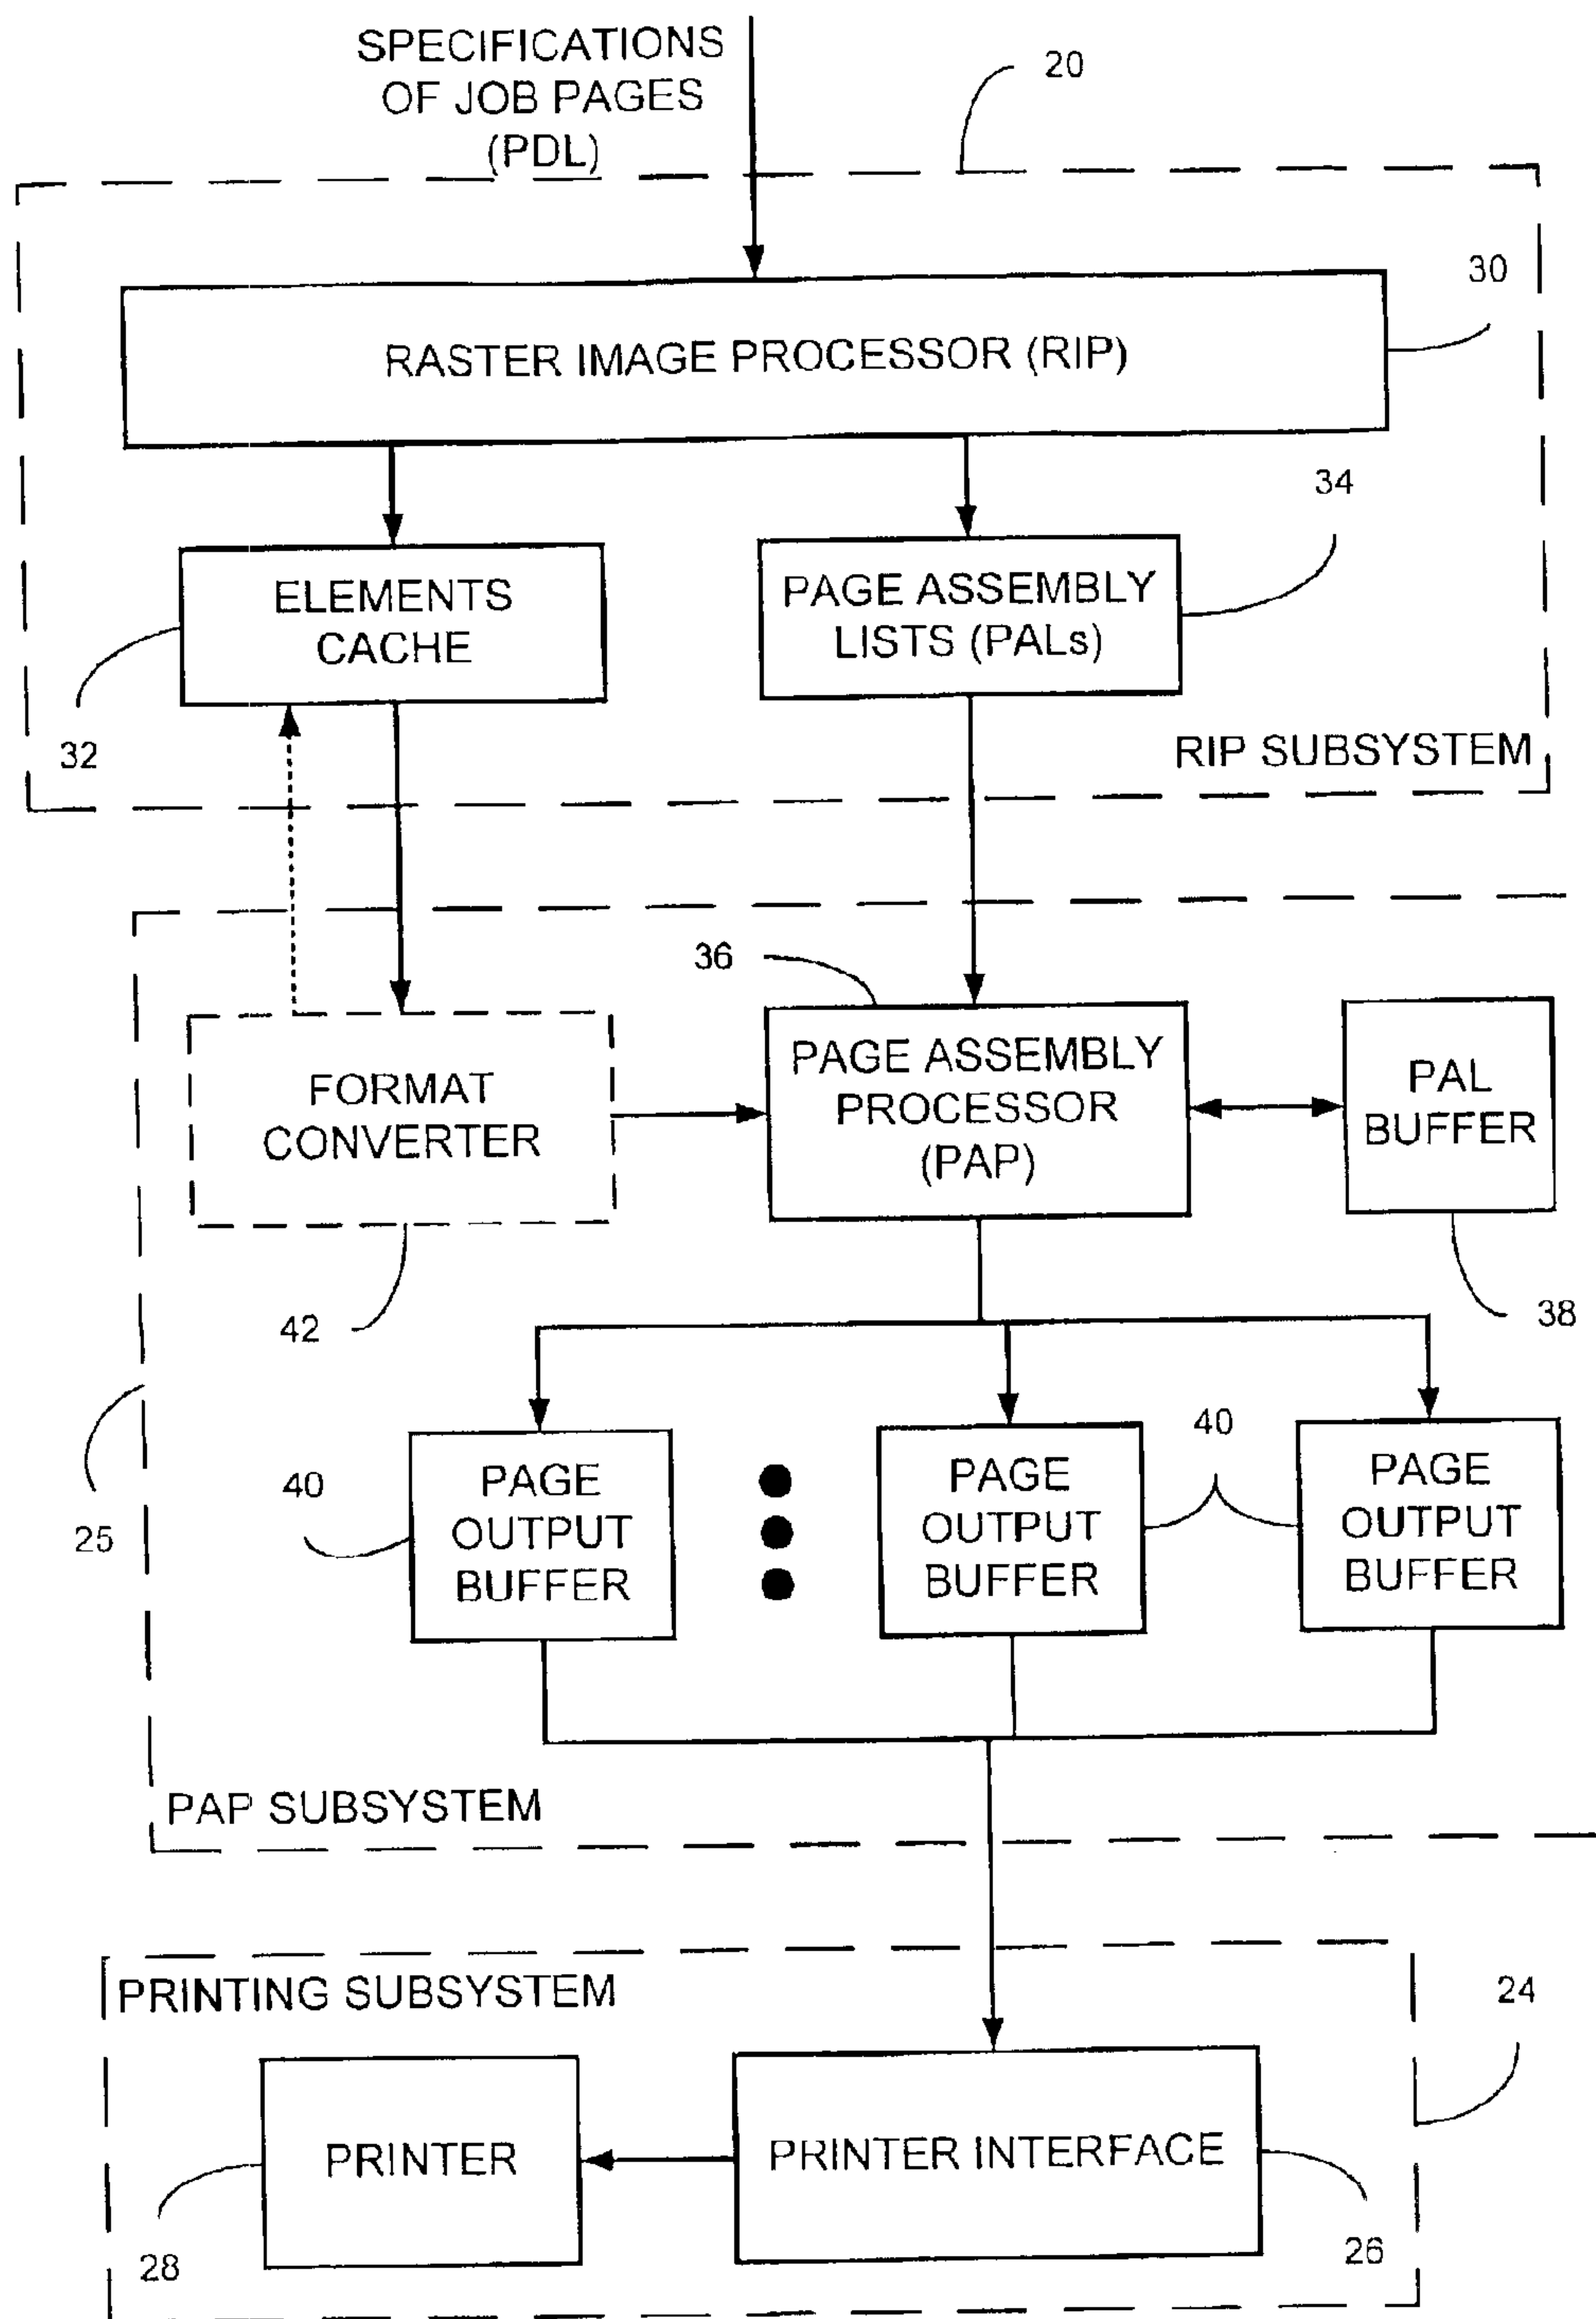 SPECIFICATIONS
OF JOB PAGES
(PDL)
20
30
RASTER IMAGE PROCESSOR (RIP)
34
ELEMENTS
CACHE
PAGE ASSEMBLY
LISTS (PALs)
32
RIP SUBSYSTEM
36
FORMAT
CONVERTER
PAGE ASSEMBLY
PROCESSOR
(PAP)
PAL
BUFFER
42
38
25
40
PAGE
OUTPUT
BUFFER
PAGE
OUTPUT
BUFFER
40
PAGE
OUTPUT
BUFFER
PAP SUBSYSTEM
PRINTING SUBSYSTEM
24
PRINTER
PRINTER INTERFACE
28
26